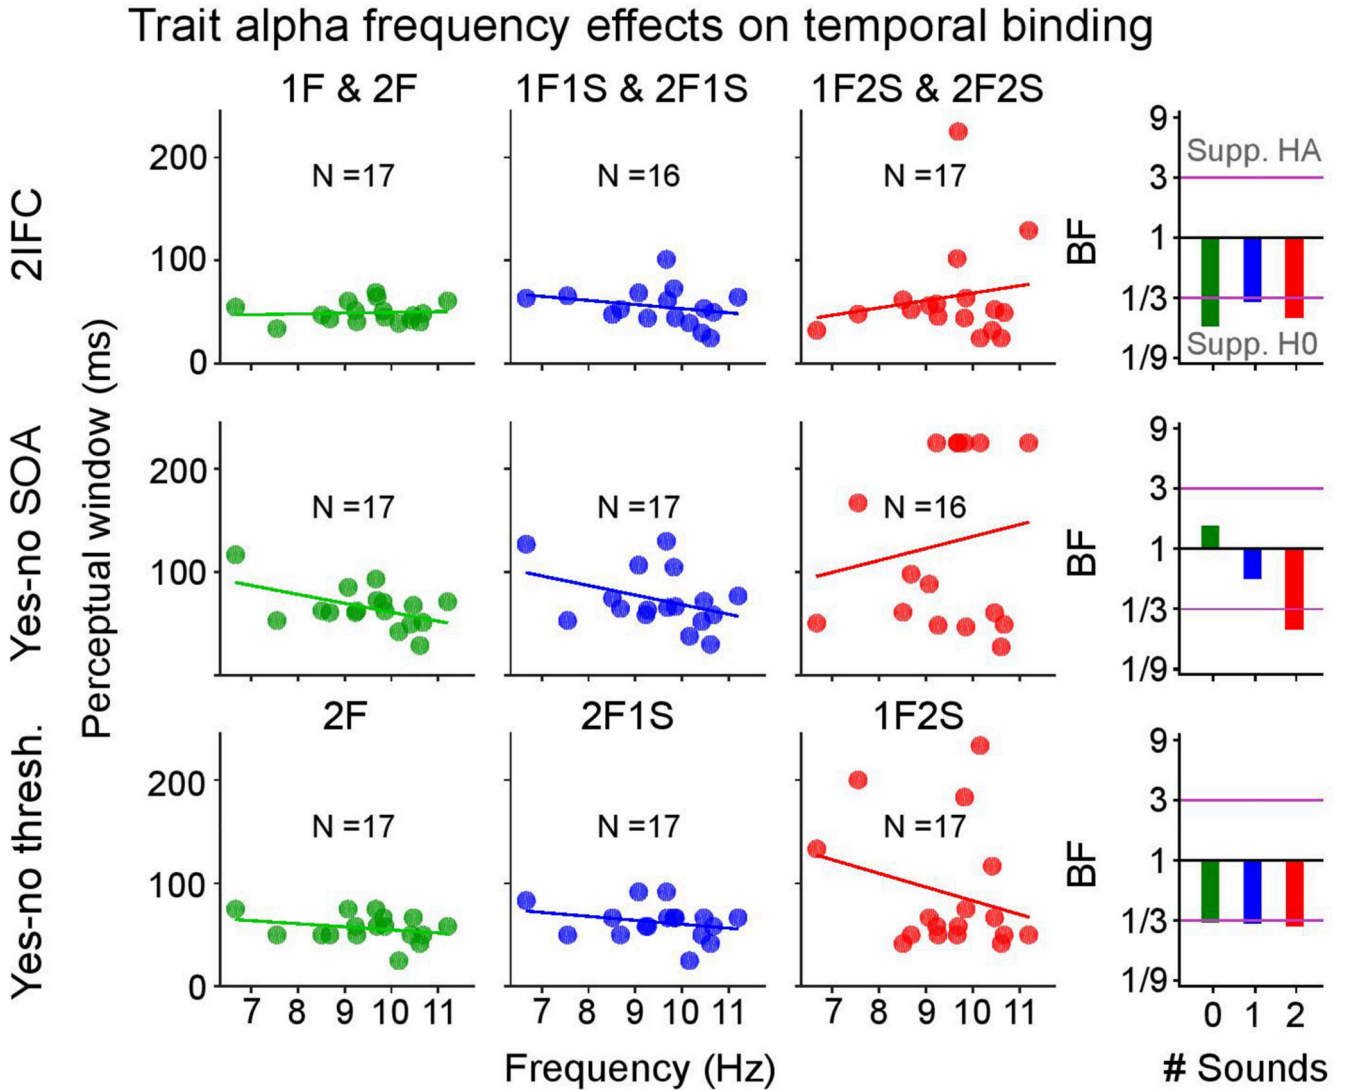 Trait alpha frequency effects on temporal binding
1F & 2F
1F1S & 2F1S
1F2S & 2F2S
2IFC
200
100
0
N =17
N =16
N =17
BF
9
3
1
1/3
1/9
Supp. HA
Supp. H0
Perceptual window (ms)
Yes-no SOA
200
100
N =17
N =17
N =16
BF
9
3
1
1/3
1/9
2F
2F1S
1F2S
Yes-no thresh.
200
100
0
N =17
N =17
N =17
BF
9
3
1
1/3
1/9
7 8 9 10 11
7 8 9 10 11
7 8 9 10 11
0 1 2
Frequency (Hz)
# Sounds